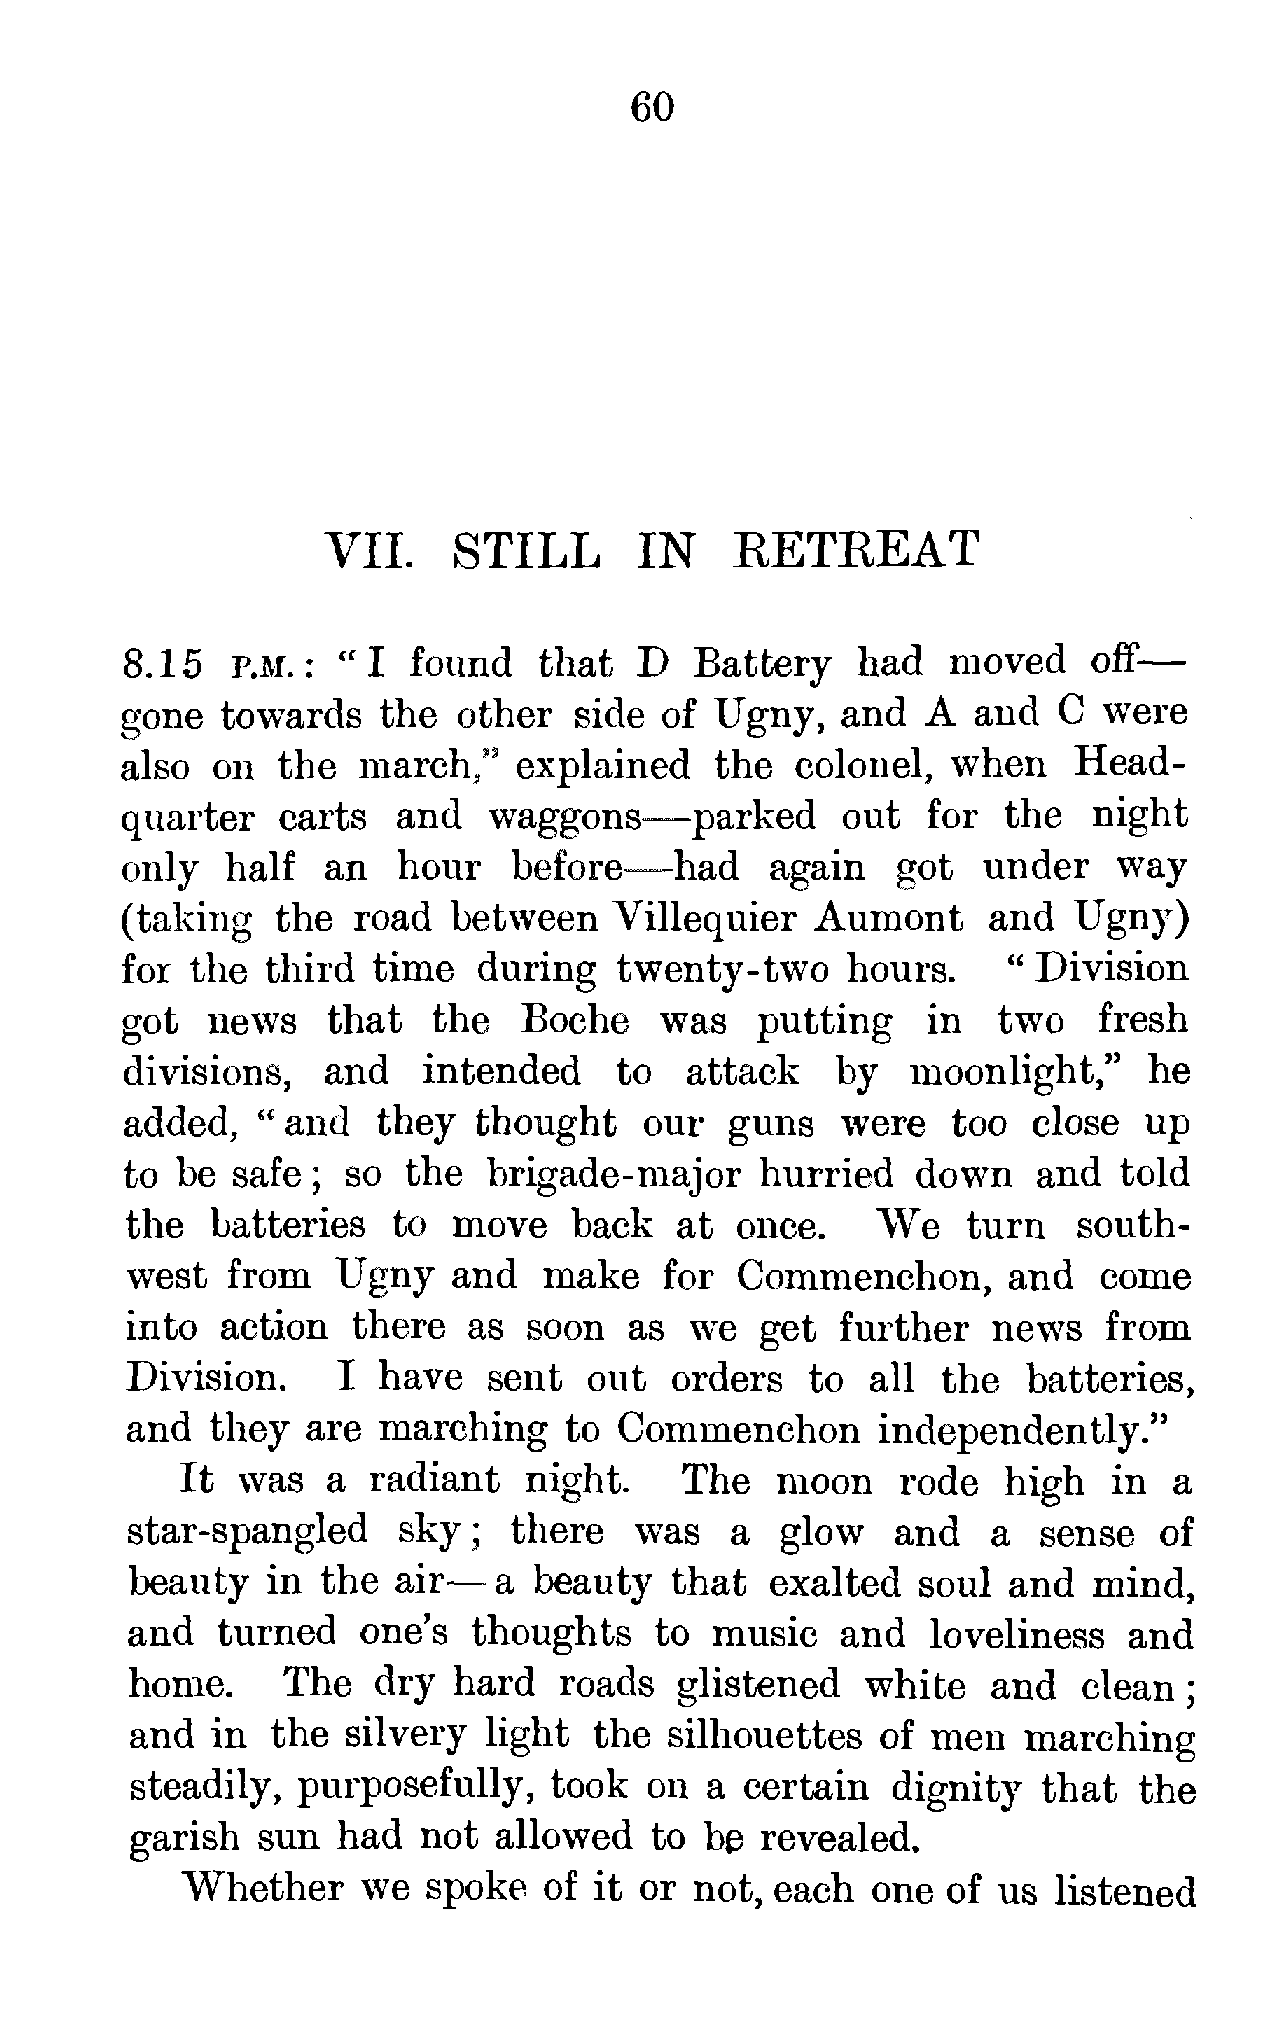 60
VII. STILL IN RETREAT
8.15 P.M.: “I found that D Battery had moved off—
gone towards the other side of Ugny, and A and C were
also on the march,” explained the colonel, when Head-
quarter carts and waggons—parked out for the night
only half an hour before—had again got under way
(taking the road between Villequier Aumont and Ugny)
for the third time during twenty-two hours. “Division
got news that the Boche was putting in two fresh
divisions, and intended to attack by moonlight,” he
added, “and they thought our guns were too close up
to be safe; so the brigade-major hurried down and told
the batteries to move back at once. We turn south-
west from Ugny and make for Commenchon, and come
into action there as soon as we get further news from
Division. I have sent out orders to all the batteries,
and they are marching to Commenchon independently.”
It was a radiant night. The moon rode high in a
star-spangled sky; there was a glow and a sense of
beauty in the air—a beauty that exalted soul and mind,
and turned one's thoughts to music and loveliness and
home. The dry hard roads glistened white and clean;
and in the silvery light the silhouettes of men marching
steadily, purposefully, took on a certain dignity that the
garish sun had not allowed to be revealed.
Whether we spoke of it or not, each one of us listened